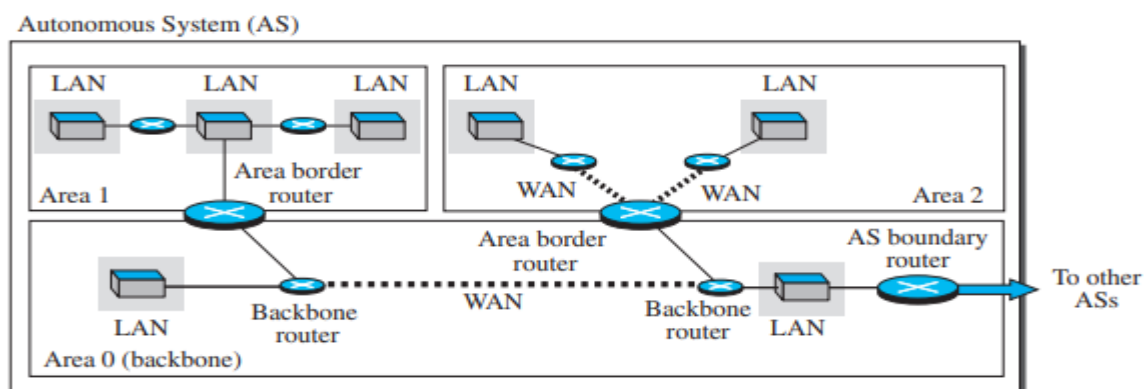 Autonomous System (AS)
LAN
LAN
LAN
Area border
router
Area 1
LAN
LAN
WAN
WAN
Area 2
Area border
router
AS boundary
router
To other
ASs
LAN
Backbone
router
WAN
Backbone
router
LAN
Area 0 (backbone)